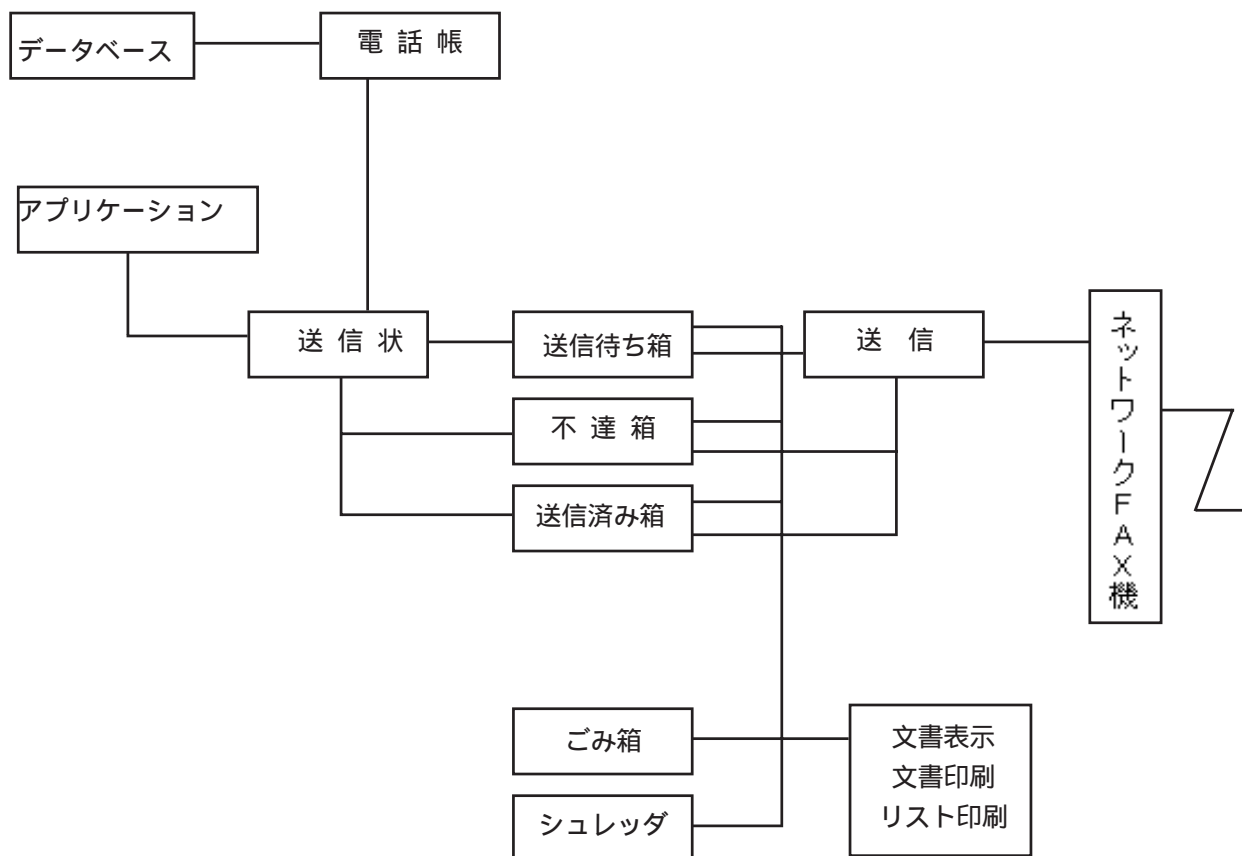 データベース
電 話 帳
アプリケーション
送 信 状
送信待ち箱
送 信
不 達 箱
送信済み箱
ネットワークFAX機
ごみ箱
シュレッダ
文書表示
文書印刷
リスト印刷